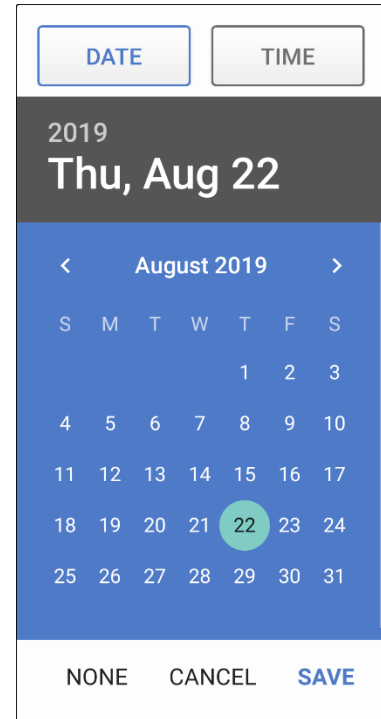 DATE TIME
2019
Thu, Aug 22
August 2019
S M T W T F S
1 2 3
4 5 6 7 8 9 10
11 12 13 14 15 16 17
18 19 20 21 22 23 24
25 26 27 28 29 30 31
NONE CANCEL SAVE